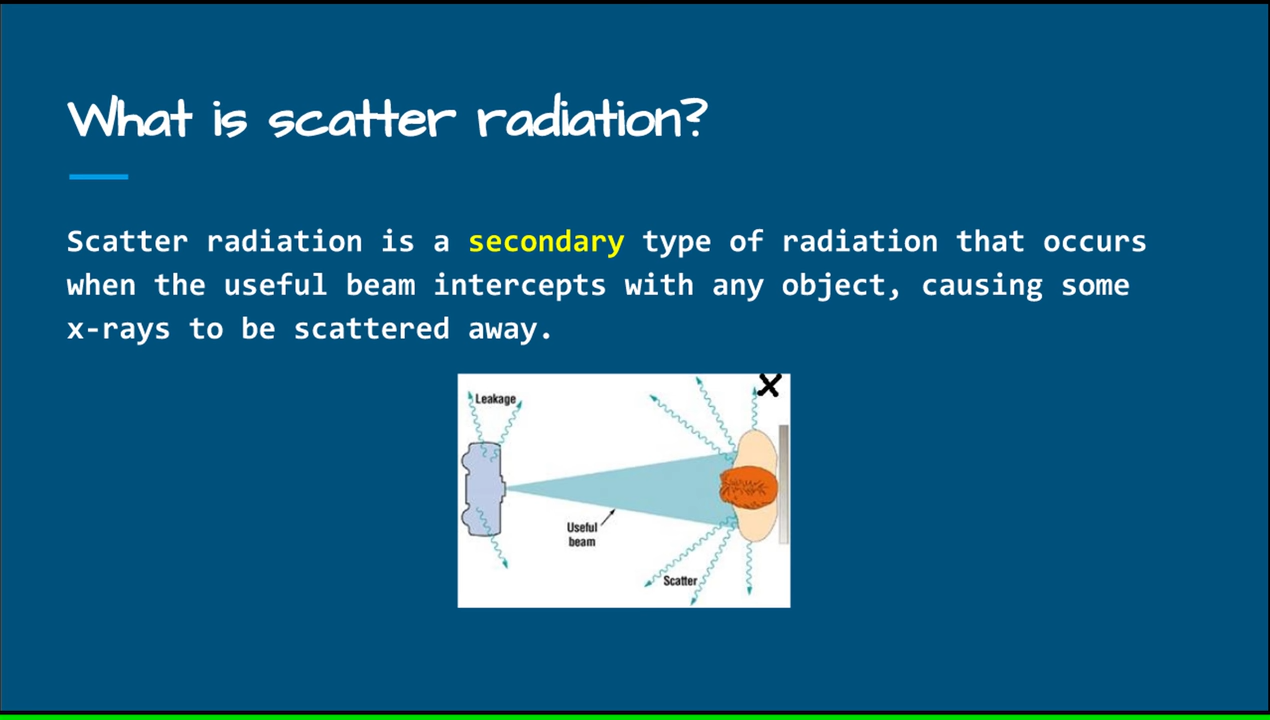 What is scatter radiation?
Scatter radiation is a secondary type of radiation that occurs
when the useful beam intercepts with any object, causing some
x-rays to be scattered away.
Leakage
Useful
beam
Scatter